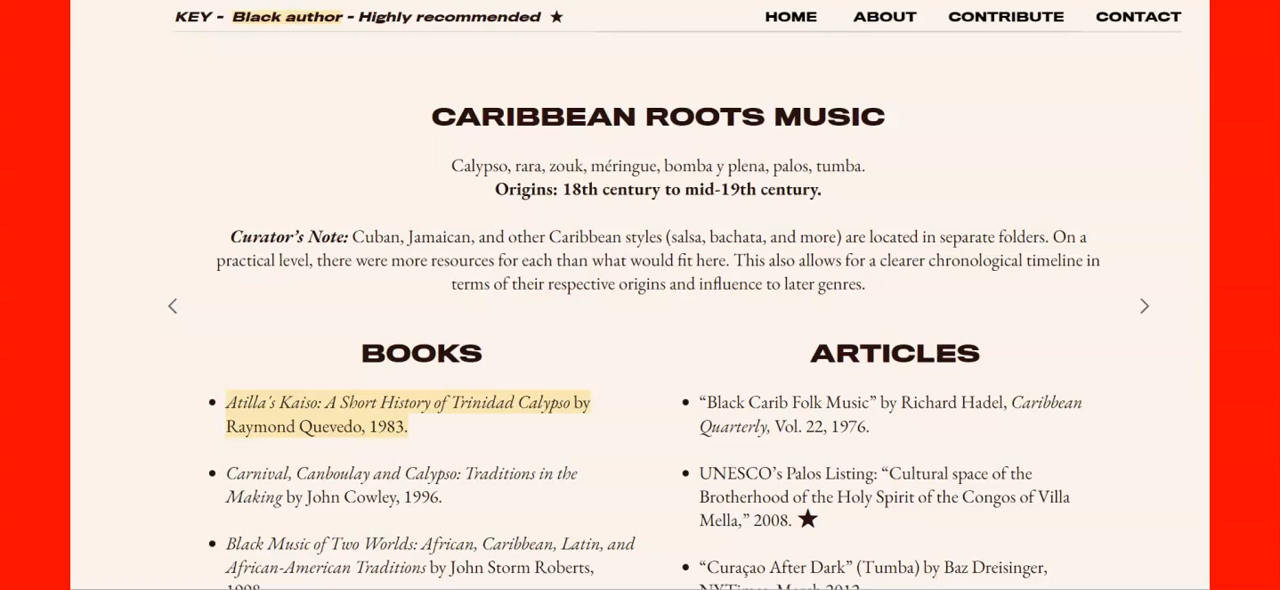 KEY - Black author - Highly recommended ★
HOME ABOUT CONTRIBUTE CONTACT
CARIBBEAN ROOTS MUSIC
Calypso, rara, zouk, méringue, bomba y plena, palos, tumba.
Origins: 18th century to mid-19th century.
Curator’s Note: Cuban, Jamaican, and other Caribbean styles (salsa, bachata, and more) are located in separate folders. On a
practical level, there were more resources for each than what would fit here. This also allows for a clearer chronological timeline in
terms of their respective origins and influence to later genres.
BOOKS
• Atilla's Kaiso: A Short History of Trinidad Calypso by
Raymond Quevedo, 1983.
• Carnival, Canboulay and Calypso: Traditions in the
Making by John Cowley, 1996.
• Black Music of Two Worlds: African, Caribbean, Latin, and
African-American Traditions by John Storm Roberts,
1998.
ARTICLES
• “Black Carib Folk Music” by Richard Hadel, Caribbean
Quarterly, Vol. 22, 1976.
• UNESCO’s Palos Listing: “Cultural space of the
Brotherhood of the Holy Spirit of the Congos of Villa
Mella,” 2008. ★
• “Curaçao After Dark” (Tumba) by Baz Dreisinger,
NYTimes, March 2012.